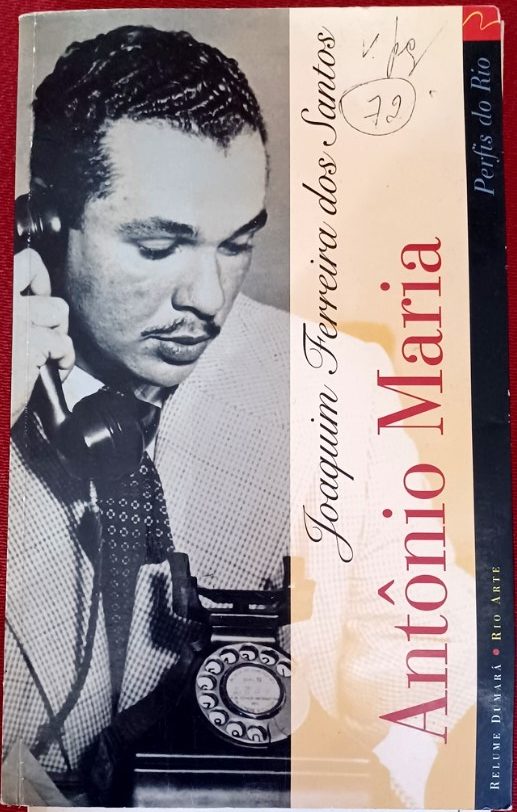 Joaquim Ferreira dos Santos
Antônio Maria
72
Perfis do Rio
RELUME DUMARÁ • RIO ARTE